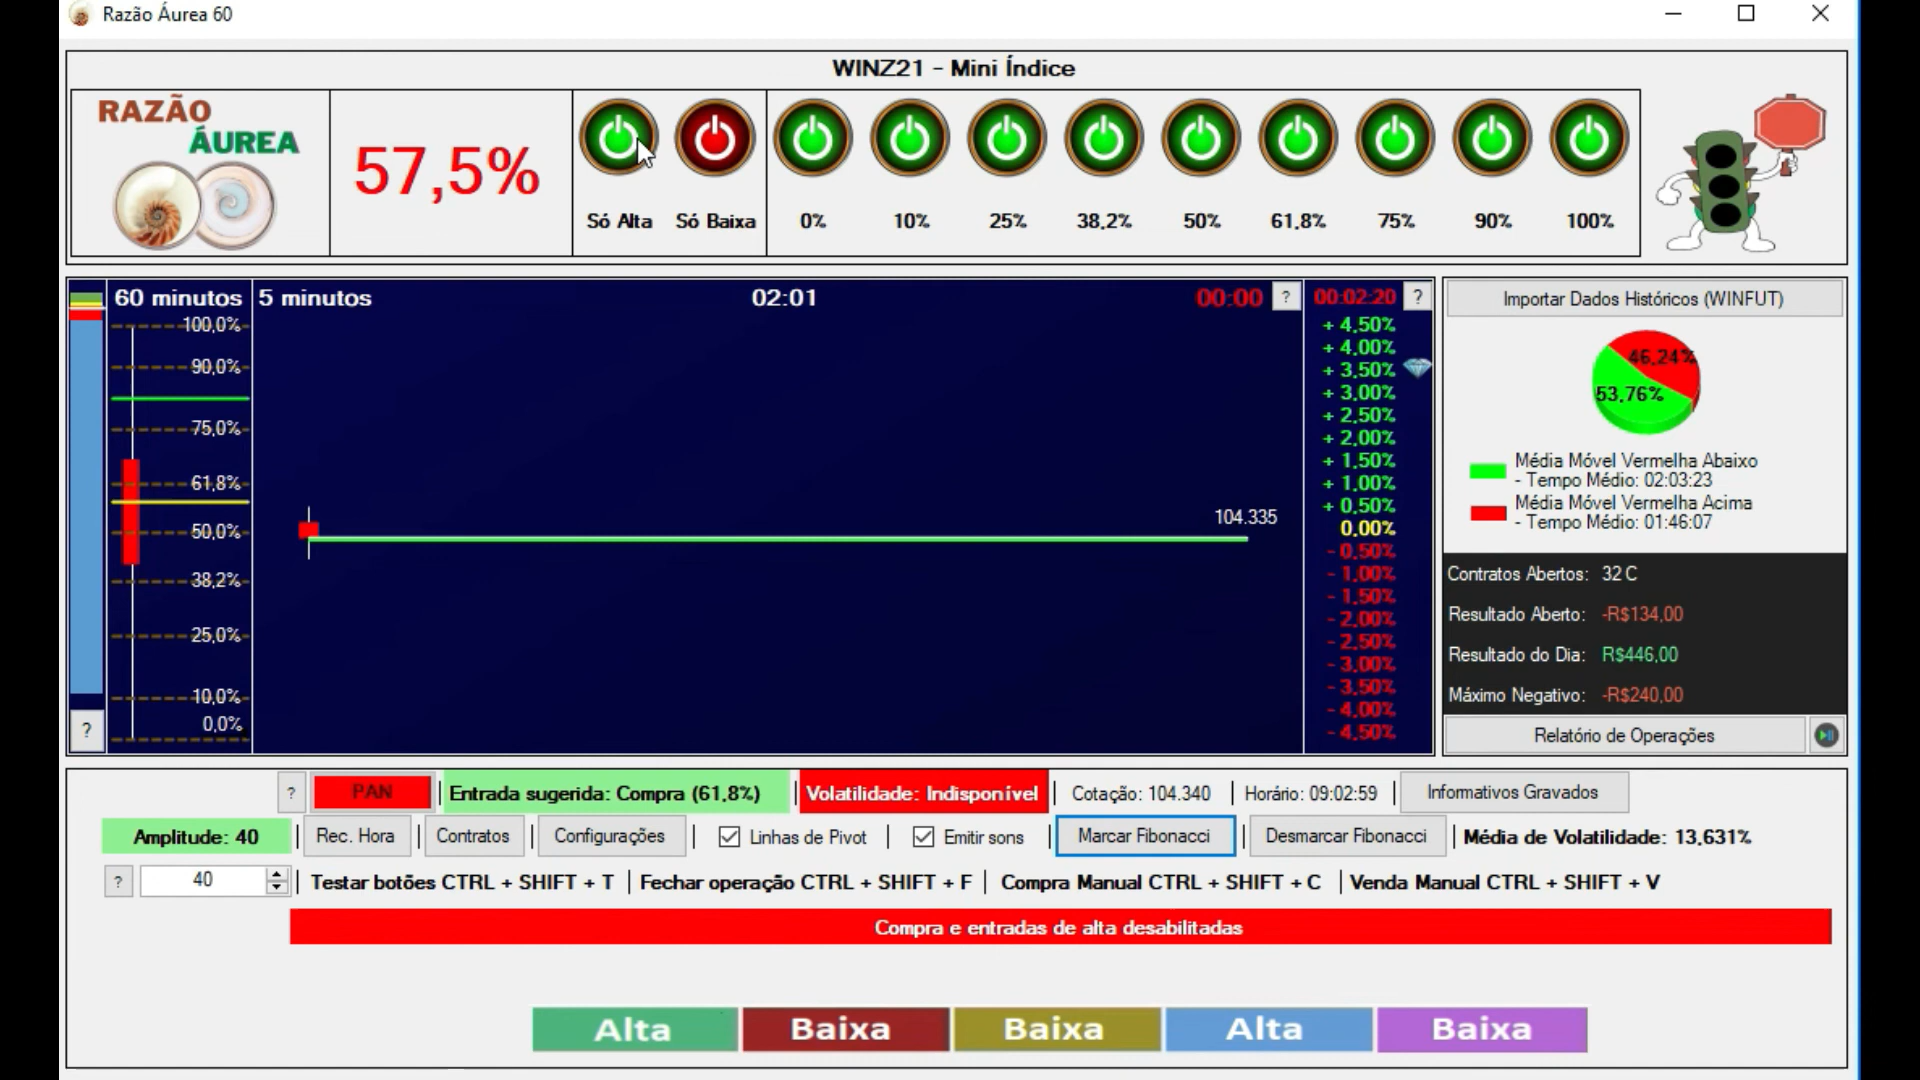 Razão Áurea 60
WINZ21 - Mini Índice
RAZÃO
ÁUREA
57,5%
Só Alta
Só Baixa
0%
10%
25%
38,2%
50%
61,8%
75%
90%
100%
60 minutos
5 minutos
02:01
00:00
?
00:02:20
?
100,0%
90,0%
75,0%
61,8%
50,0%
38,2%
25,0%
10,0%
0,0%
?
104.335
+ 4,50%
+ 4,00%
+ 3,50%
+ 3,00%
+ 2,50%
+ 2,00%
+ 1,50%
+ 1,00%
+ 0,50%
0,00%
- 0,50%
- 1,00%
- 1,50%
- 2,00%
- 2,50%
- 3,00%
- 3,50%
- 4,00%
- 4,50%
Importar Dados Históricos (WINFUT)
46,24%
53,76%
Média Móvel Vermelha Abaixo
- Tempo Médio: 02:03:23
Média Móvel Vermelha Acima
- Tempo Médio: 01:46:07
Contratos Abertos: 32 C
Resultado Aberto: -R$134,00
Resultado do Dia: R$446,00
Máximo Negativo: -R$240,00
Relatório de Operações
? PAN | Entrada sugerida: Compra (61,8%) | Volatilidade: Indisponível | Cotação: 104.340 | Horário: 09:02:59 | Informativos Gravados
Amplitude: 40 | Rec. Hora | Contratos | Configurações | Linhas de Pivot | Emitir sons | Marcar Fibonacci | Desmarcar Fibonacci | Média de Volatilidade: 13,631%
? 40 | Testar botões CTRL + SHIFT + T | Fechar operação CTRL + SHIFT + F | Compra Manual CTRL + SHIFT + C | Venda Manual CTRL + SHIFT + V
Compra e entradas de alta desabilitadas
Alta
Baixa
Baixa
Alta
Baixa